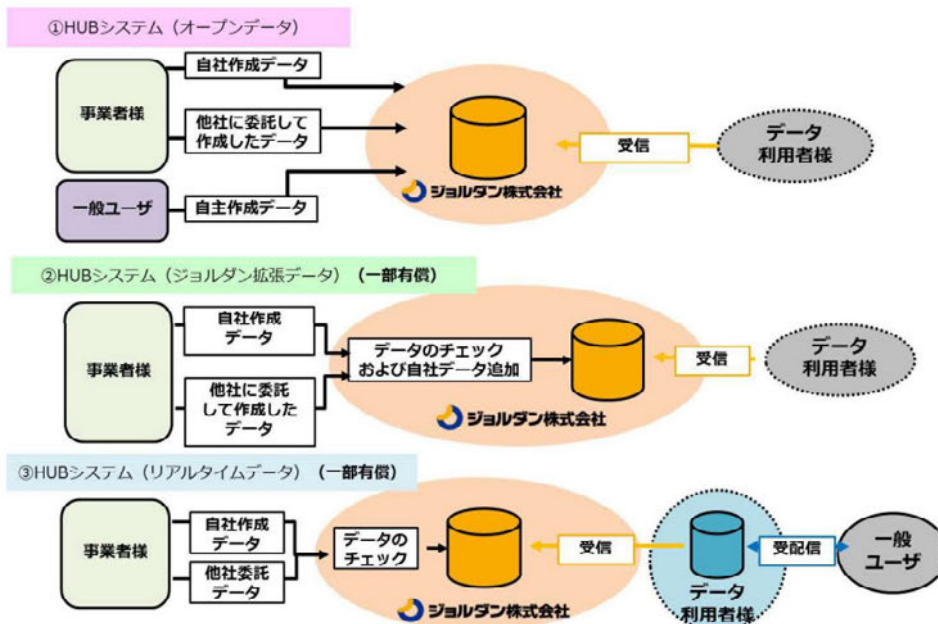 ①HUBシステム（オープンデータ）
事業者様
自社作成データ
他社に委託して
作成したデータ
一般ユーザ
自主作成データ
ジョルダン株式会社
受信
データ
利用者様
②HUBシステム（ジョルダン拡張データ）（一部有償）
事業者様
自社作成
データ
他社に委託
して作成した
データ
データのチェック
および自社データ追加
ジョルダン株式会社
受信
データ
利用者様
③HUBシステム（リアルタイムデータ）（一部有償）
事業者様
自社作成
データ
他社委託
データ
データの
チェック
ジョルダン株式会社
受信
データ
利用者様
受配信
一般
ユーザ